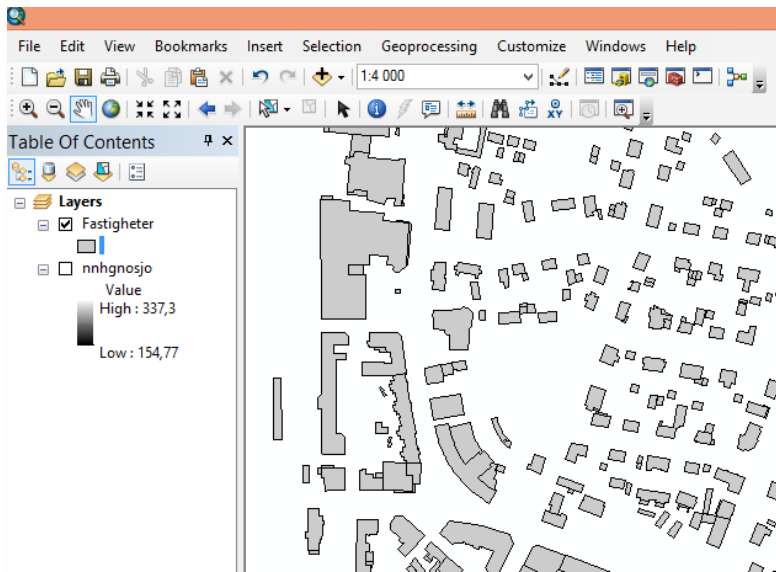 File Edit View Bookmarks Insert Selection Geoprocessing Customize Windows Help
1:4 000
XY
Table Of Contents
Layers
Fastigheter
nnhgnosjo
Value
High : 337,3
Low : 154,77